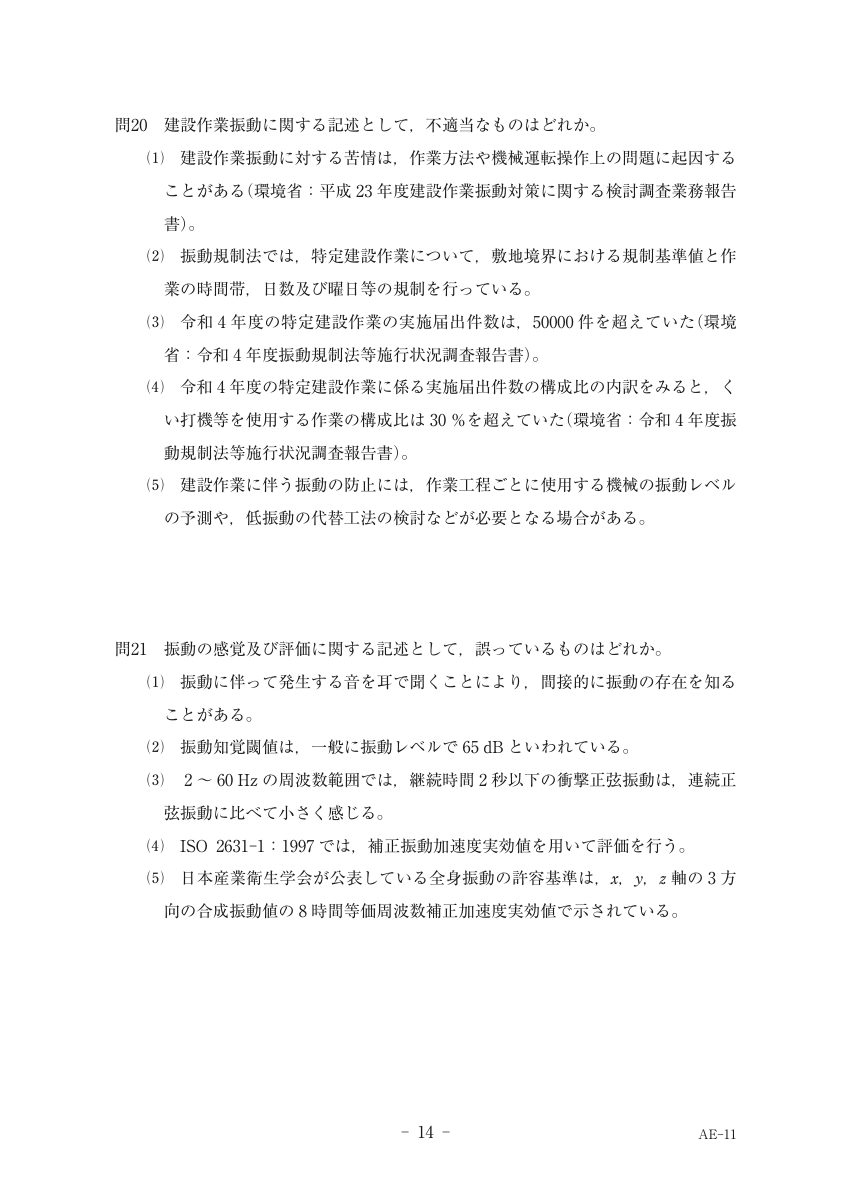 問20　建設作業振動に関する記述として，不適当なものはどれか。
⑴　建設作業振動に対する苦情は，作業方法や機械運転操作上の問題に起因する
ことがある(環境省：平成 23 年度建設作業振動対策に関する検討調査業務報告
書)。
⑵　振動規制法では，特定建設作業について，敷地境界における規制基準値と作
業の時間帯，日数及び曜日等の規制を行っている。
⑶　令和 4 年度の特定建設作業の実施届出件数は，50000 件を超えていた(環境
省：令和 4 年度振動規制法等施行状況調査報告書)。
⑷　令和 4 年度の特定建設作業に係る実施届出件数の構成比の内訳をみると，く
い打機等を使用する作業の構成比は 30 ％を超えていた(環境省：令和 4 年度振
動規制法等施行状況調査報告書)。
⑸　建設作業に伴う振動の防止には，作業工程ごとに使用する機械の振動レベル
の予測や，低振動の代替工法の検討などが必要となる場合がある。
問21　振動の感覚及び評価に関する記述として，誤っているものはどれか。
⑴　振動に伴って発生する音を耳で聞くことにより，間接的に振動の存在を知る
ことがある。
⑵　振動知覚閾値は，一般に振動レベルで 65 dB といわれている。
⑶　2 ～ 60 Hz の周波数範囲では，継続時間 2 秒以下の衝撃正弦振動は，連続正
弦振動に比べて小さく感じる。
⑷　ISO 2631-1：1997 では，補正振動加速度実効値を用いて評価を行う。
⑸　日本産業衛生学会が公表している全身振動の許容基準は，x，y，z 軸の 3 方
向の合成振動値の 8 時間等価周波数補正加速度実効値で示されている。
- 14 -
AE-11